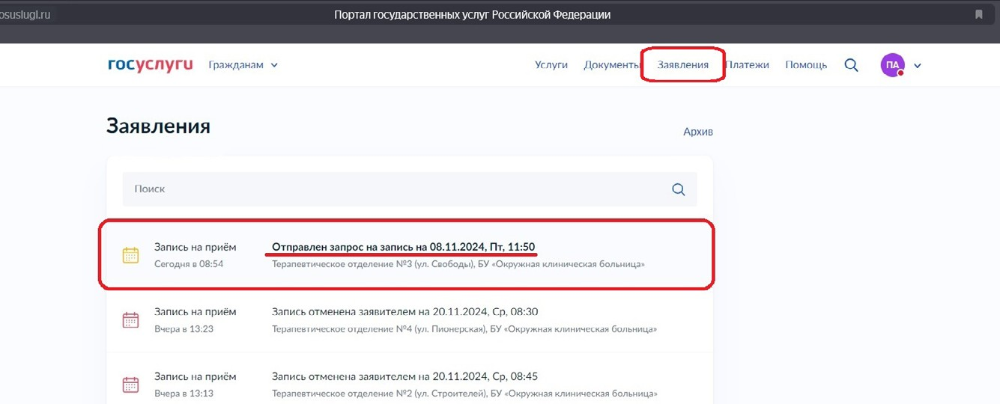 osuslugi.ru Портал государственных услуг Российской Федерации
госуслуги Гражданам Услуги Документы Заявления Платежи Помощь ПА
Заявления
Архив
Поиск
Запись на приём Отправлен запрос на запись на 08.11.2024, Пт, 11:50
Сегодня в 08:54 Терапевтическое отделение №3 (ул. Свободы), БУ «Окружная клиническая больница»
Запись на приём Запись отменена заявителем на 20.11.2024, Ср, 08:30
Вчера в 13:23 Терапевтическое отделение №4 (ул. Пионерская), БУ «Окружная клиническая больница»
Запись на приём Запись отменена заявителем на 20.11.2024, Ср, 08:45
Вчера в 13:13 Терапевтическое отделение №2 (ул. Строителей), БУ «Окружная клиническая больница»